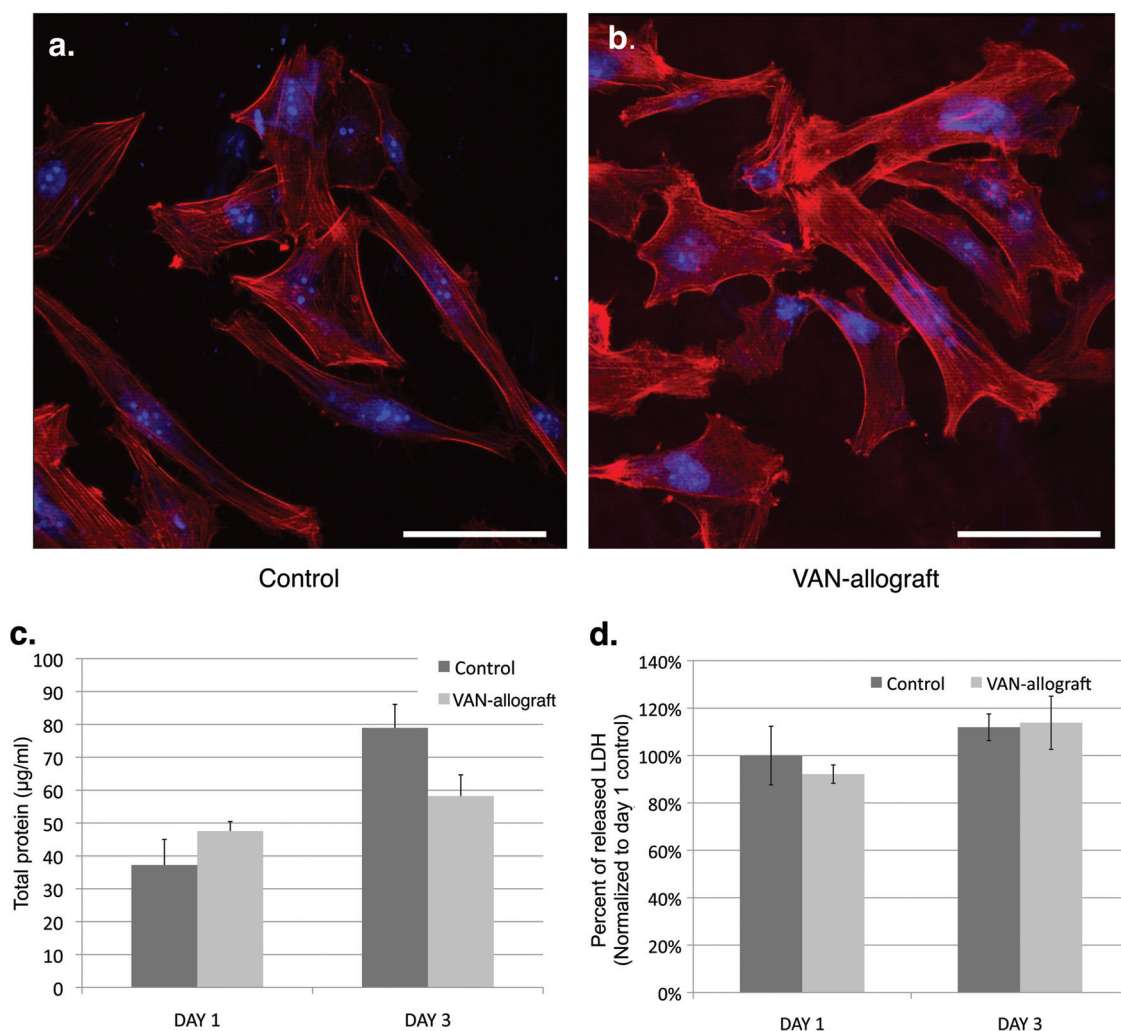 a.
b.
Control
VAN-allograft
c.
100
90
80
70
60
50
40
30
20
10
0
Total protein (μg/ml)
Control
VAN-allograft
DAY 1
DAY 3
d.
140%
120%
100%
80%
60%
40%
20%
0%
Percent of released LDH
(Normalized to day 1 control)
Control
VAN-allograft
DAY 1
DAY 3